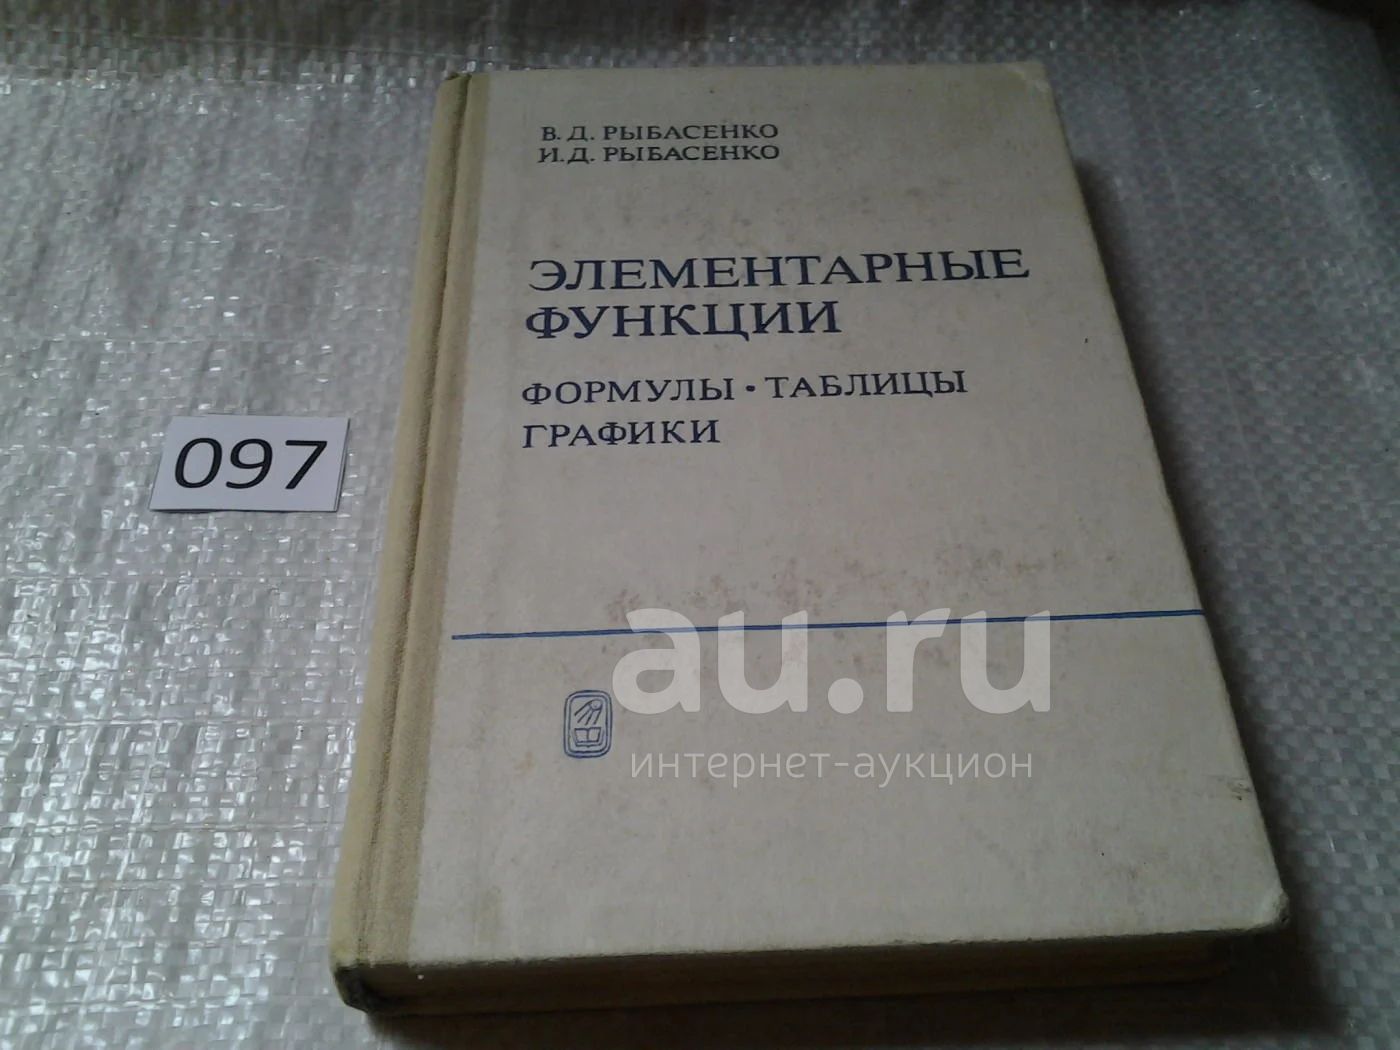 В. Д. РЫБАСЕНКО
И. Д. РЫБАСЕНКО
ЭЛЕМЕНТАРНЫЕ
ФУНКЦИИ
ФОРМУЛЫ • ТАБЛИЦЫ
ГРАФИКИ
097
au.ru
интернет-аукцион